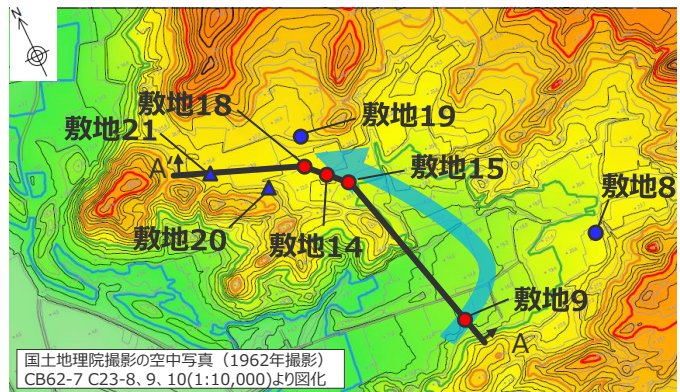 N
敷地18
敷地19
敷地21
A'
敷地15
敷地8
敷地20
敷地14
敷地9
A
国土地理院撮影の空中写真（1962年撮影）
CB62-7 C23-8、9、10(1:10,000)より図化